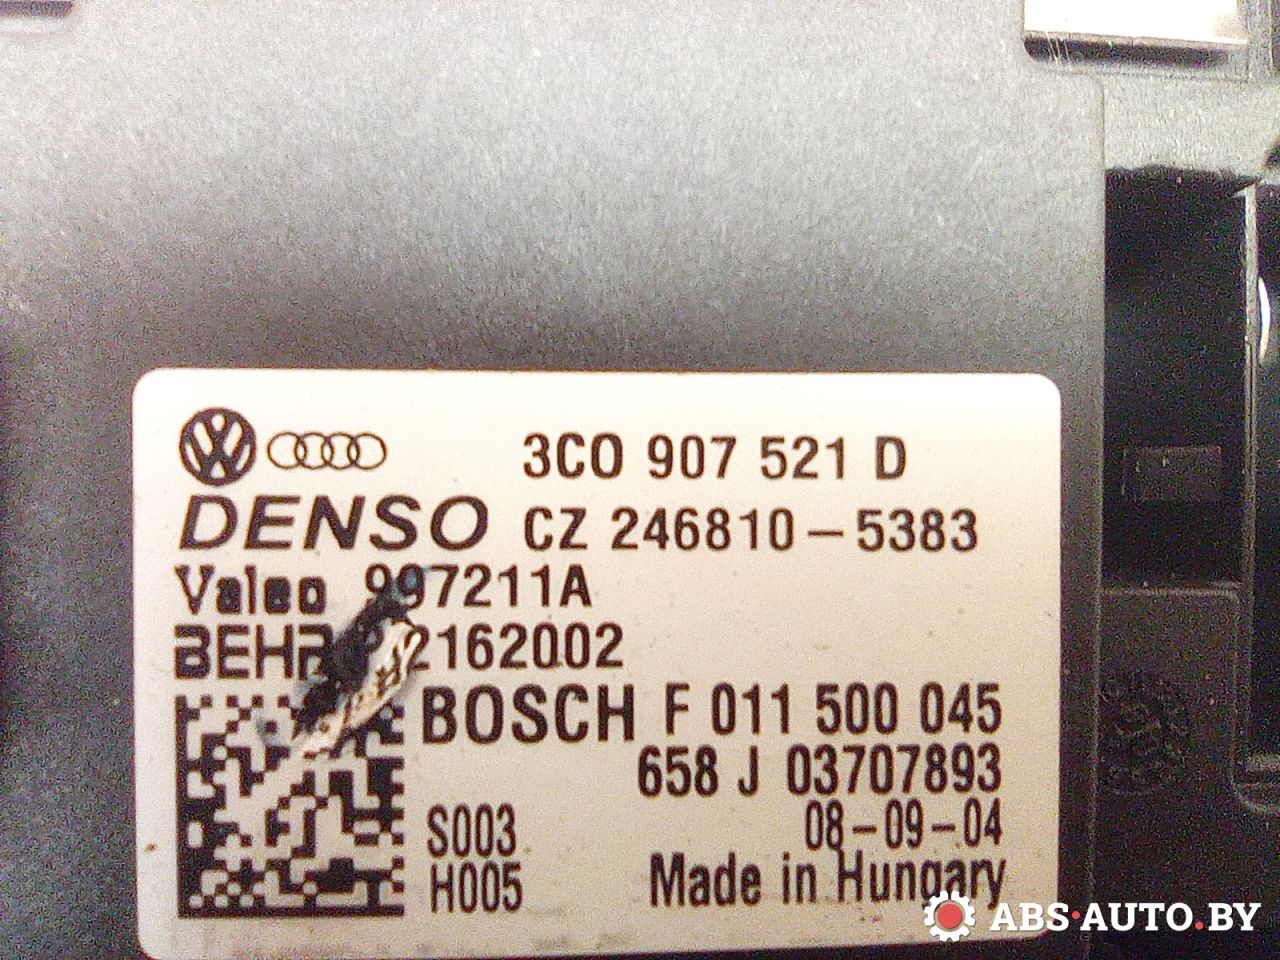 3C0 907 521 D
DENSO CZ 246810-5383
Valeo 997211A
2162002
BOSCH F 011 500 045
658 J 03707893
S003 08-09-04
H005 Made in Hungary
ABS·AUTO.BY